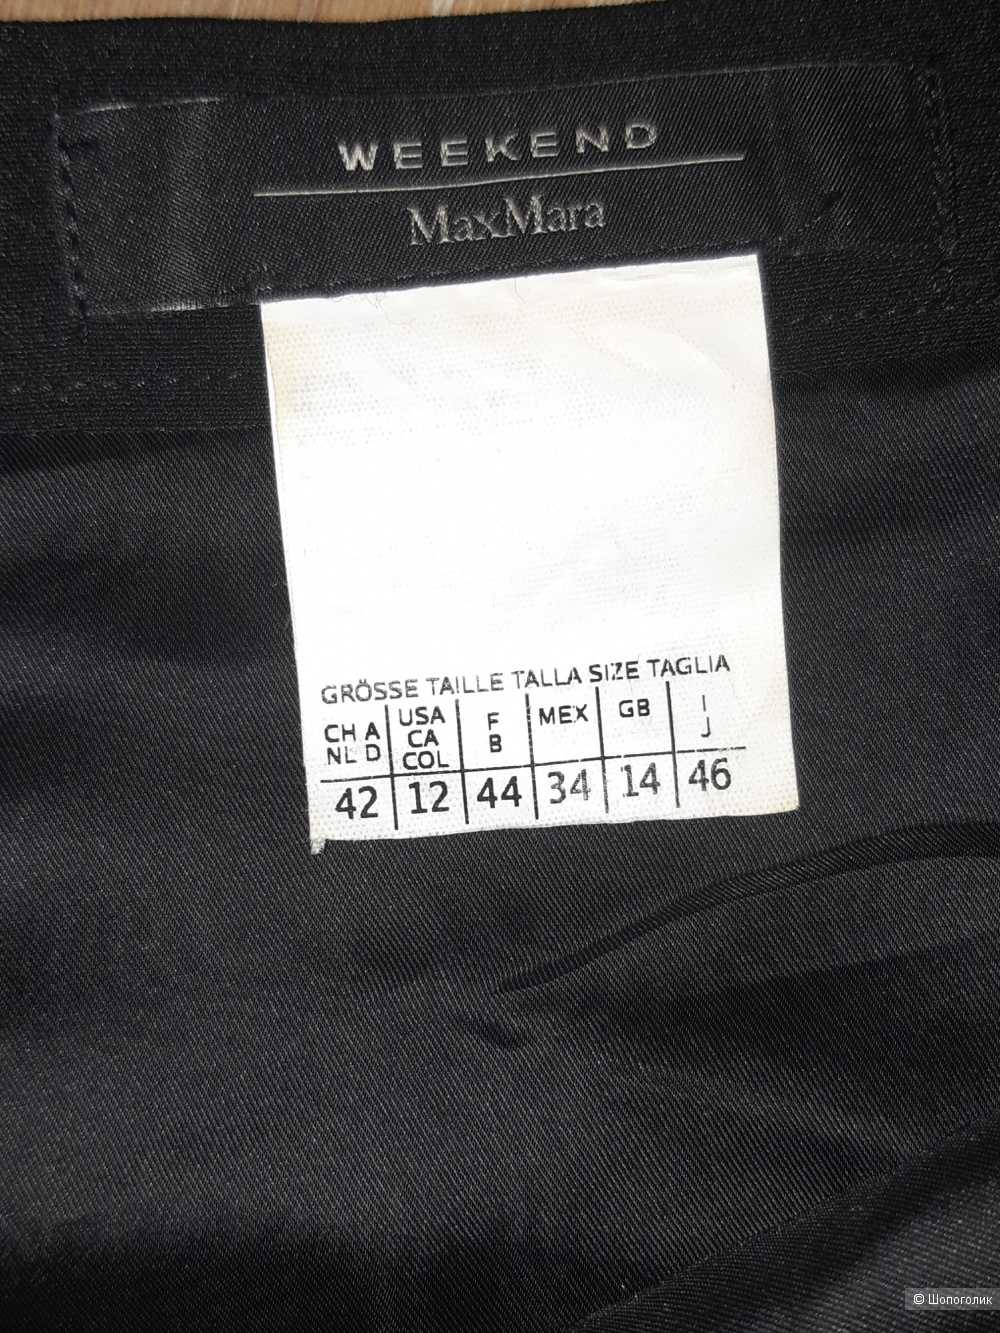 WEEKEND
MaxMara
GRÖSSE TAILLE TALLA SIZE TAGLIA
CH A NL D USA CA COL F B MEX GB I J
42 12 44 34 14 46
© Шопоголик